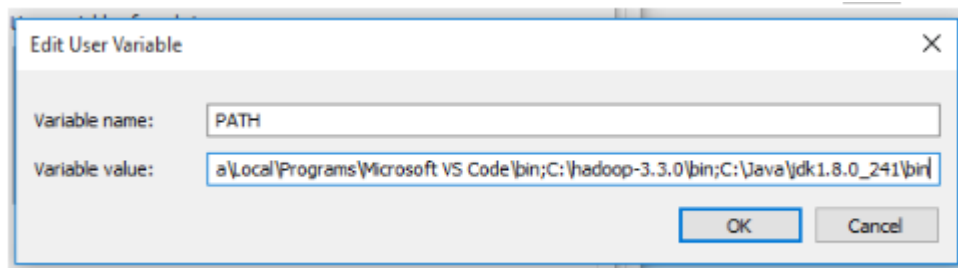 Edit User Variable
Variable name: PATH
Variable value: a\Local\Programs\Microsoft VS Code\bin;C:\hadoop-3.3.0\bin;C:\Java\jdk1.8.0_241\bin
OK Cancel